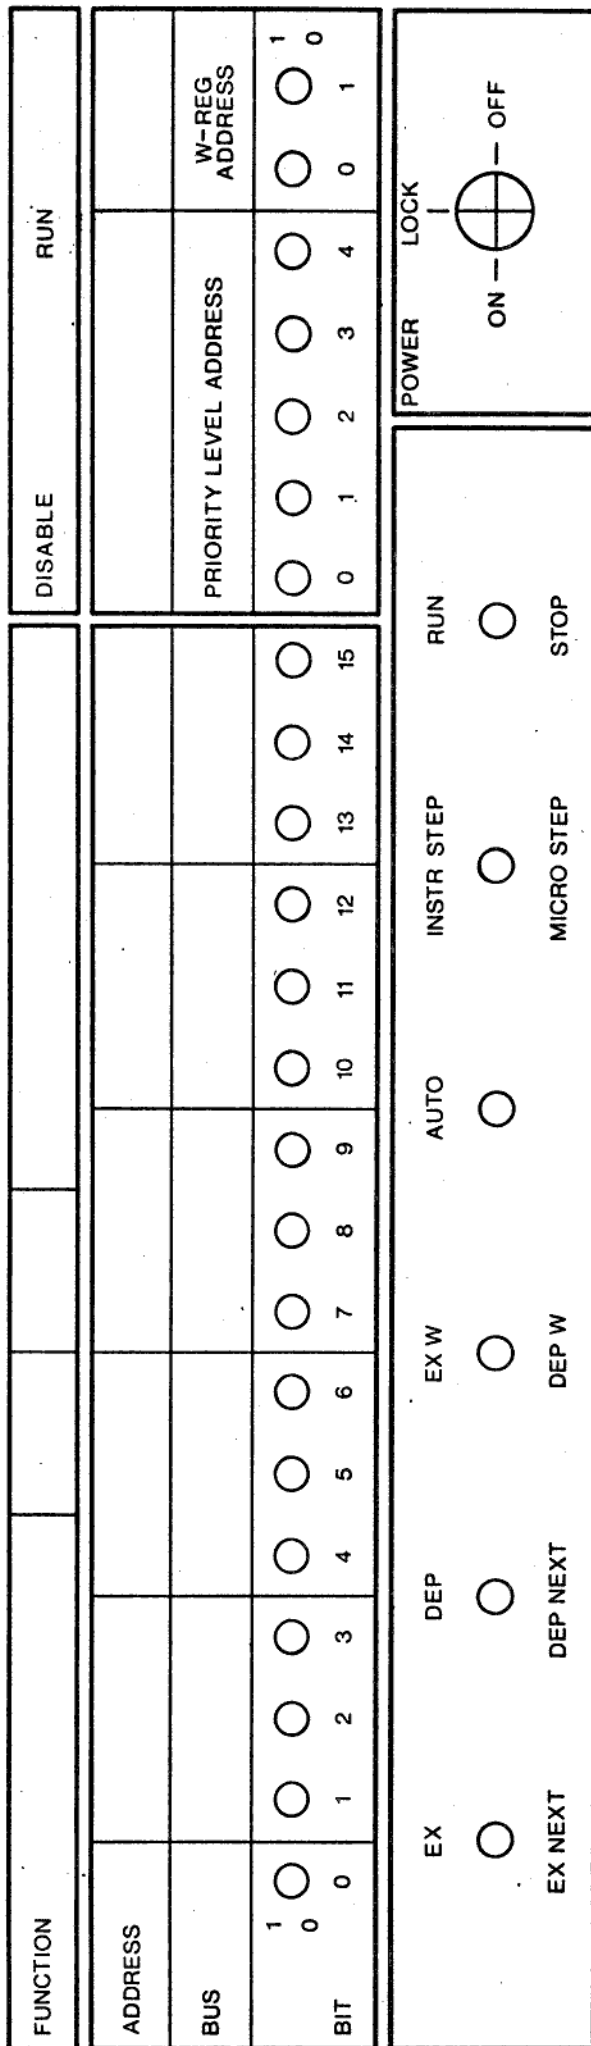 FUNCTION DISABLE RUN
ADDRESS
BUS PRIORITY LEVEL ADDRESS W-REG ADDRESS
1 1
0 0
BIT 0 1 2 3 4 5 6 7 8 9 10 11 12 13 14 15 0 1 2 3 4 0 1
EX DEP EX W AUTO INSTR STEP RUN POWER LOCK
ON OFF
EX NEXT DEP NEXT DEP W MICRO STEP STOP